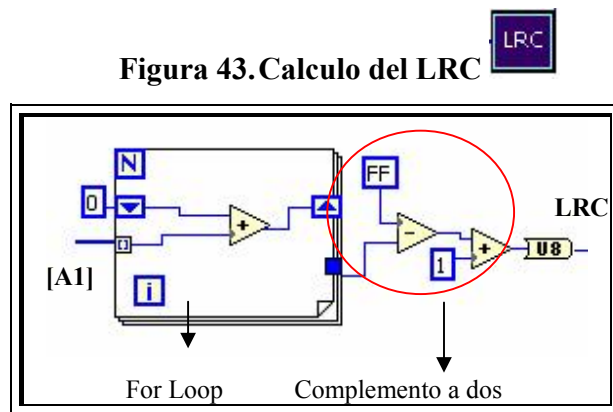 LRC
Figura 43. Calculo del LRC
N
FF
0
+
-
+
LRC
1
U8
[A1]
i
For Loop
Complemento a dos